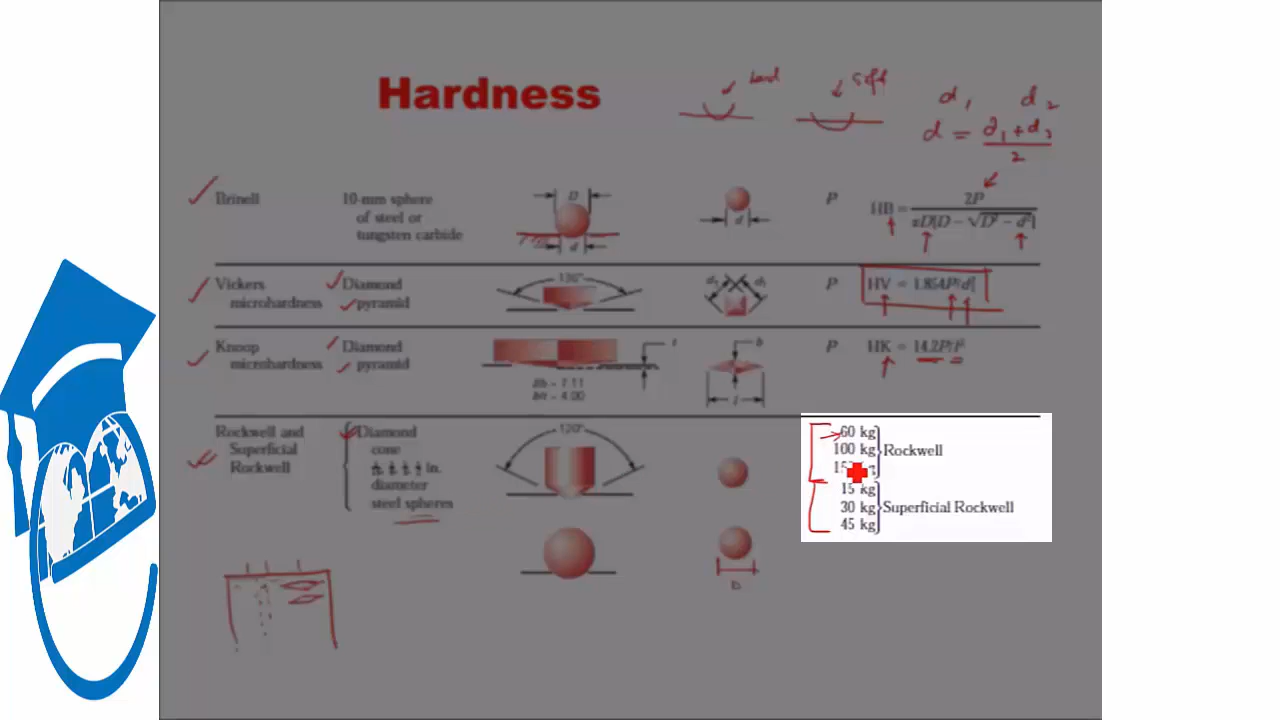 Hardness
hard
soft
d₁ d₂
d = d₁ + d₂
2
Brinell
10-mm sphere
of steel or
tungsten carbide
D
d
d
P
HB = 2P
πD[D − √D² − d²]
Vickers
microhardness
Diamond
pyramid
136°
d₁ d₁
P
HV = 1.854P/d₁²
Knoop
microhardness
Diamond
pyramid
l/b = 7.11
b/t = 4.00
t
b
l
P
HK = 14.2P/l²
Rockwell and
Superficial
Rockwell
Diamond
cone
in.
diameter
steel spheres
120°
D
60 kg
100 kg
Rockwell
15 kg
30 kg
45 kg
Superficial Rockwell